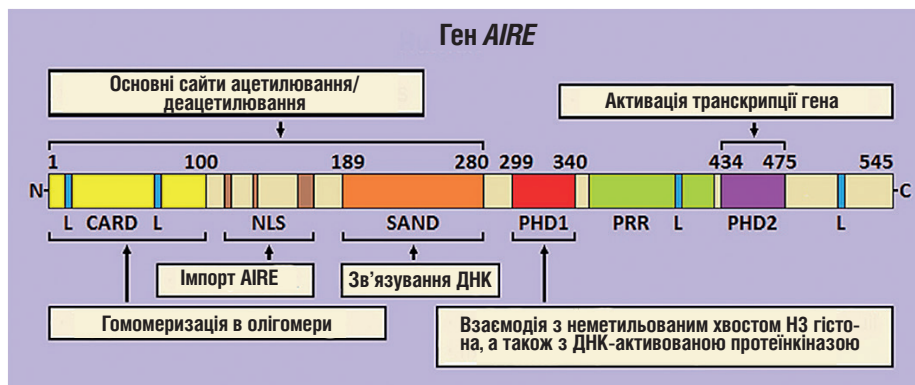 Ген AIRE
Основні сайти ацетилювання/
деацетилювання
Активація транскрипції гена
1 100 189 280 299 340 434 475 545
N C
L CARD L NLS SAND PHD1 PRR L PHD2 L
Імпорт AIRE
Зв’язування ДНК
Гомомеризація в олігомери
Взаємодія з неметильованим хвостом H3 гісто-
на, а також з ДНК-активованою протеїнкіназою